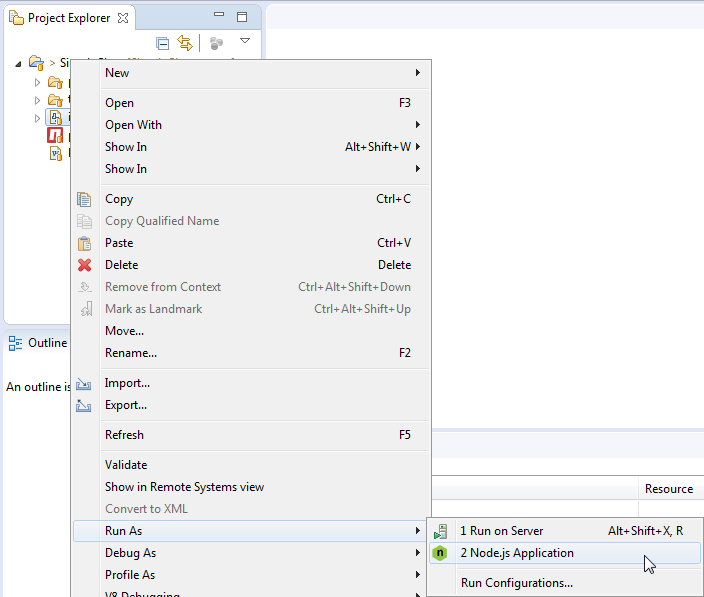 Project Explorer
New
Open F3
Open With
Show In Alt+Shift+W
Show In
Copy Ctrl+C
Copy Qualified Name
Paste Ctrl+V
Delete Delete
Remove from Context Ctrl+Alt+Shift+Down
Mark as Landmark Ctrl+Alt+Shift+Up
Move...
Rename... F2
Outline
An outline is
Import...
Export...
Refresh F5
Validate
Show in Remote Systems view
Convert to XML
Run As
Debug As
Profile As
V8 Debugging
Resource
1 Run on Server Alt+Shift+X, R
2 Node.js Application
Run Configurations...